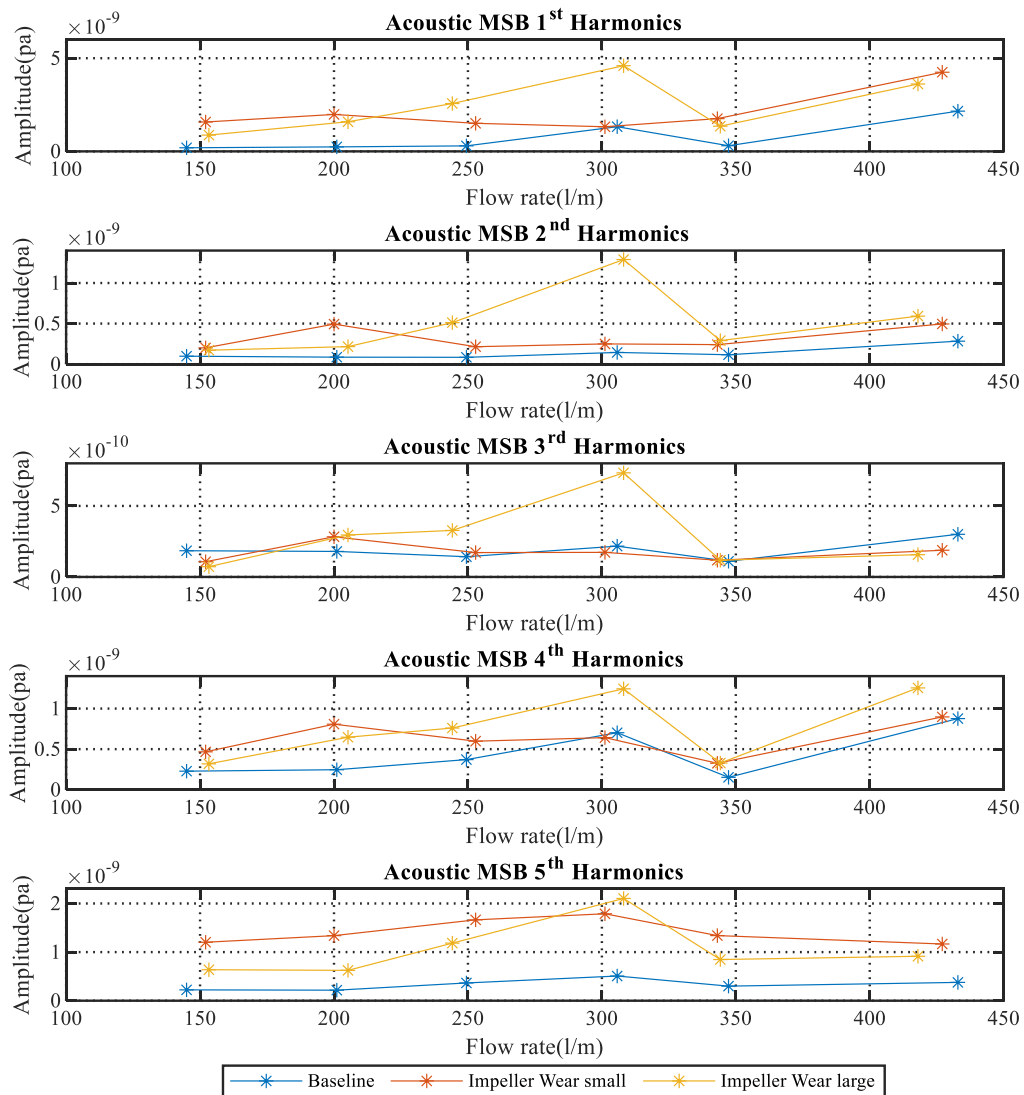 Acoustic MSB 1st Harmonics
Amplitude(pa)
×10-9
5
0
100 150 200 250 300 350 400 450
Flow rate(l/m)
Acoustic MSB 2nd Harmonics
Amplitude(pa)
×10-9
1
0.5
0
100 150 200 250 300 350 400 450
Flow rate(l/m)
Acoustic MSB 3rd Harmonics
Amplitude(pa)
×10-10
5
0
100 150 200 250 300 350 400 450
Flow rate(l/m)
Acoustic MSB 4th Harmonics
Amplitude(pa)
×10-9
1
0.5
0
100 150 200 250 300 350 400 450
Flow rate(l/m)
Acoustic MSB 5th Harmonics
Amplitude(pa)
×10-9
2
1
0
100 150 200 250 300 350 400 450
Flow rate(l/m)
Baseline Impeller Wear small Impeller Wear large